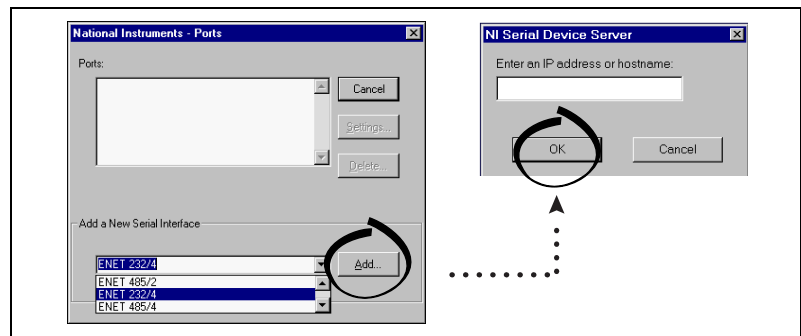 National Instruments - Ports
Ports:
Cancel
Settings...
Delete...
Add a New Serial Interface
ENET 232/4
Add...
ENET 485/2
ENET 232/4
ENET 485/4
NI Serial Device Server
Enter an IP address or hostname:
OK
Cancel